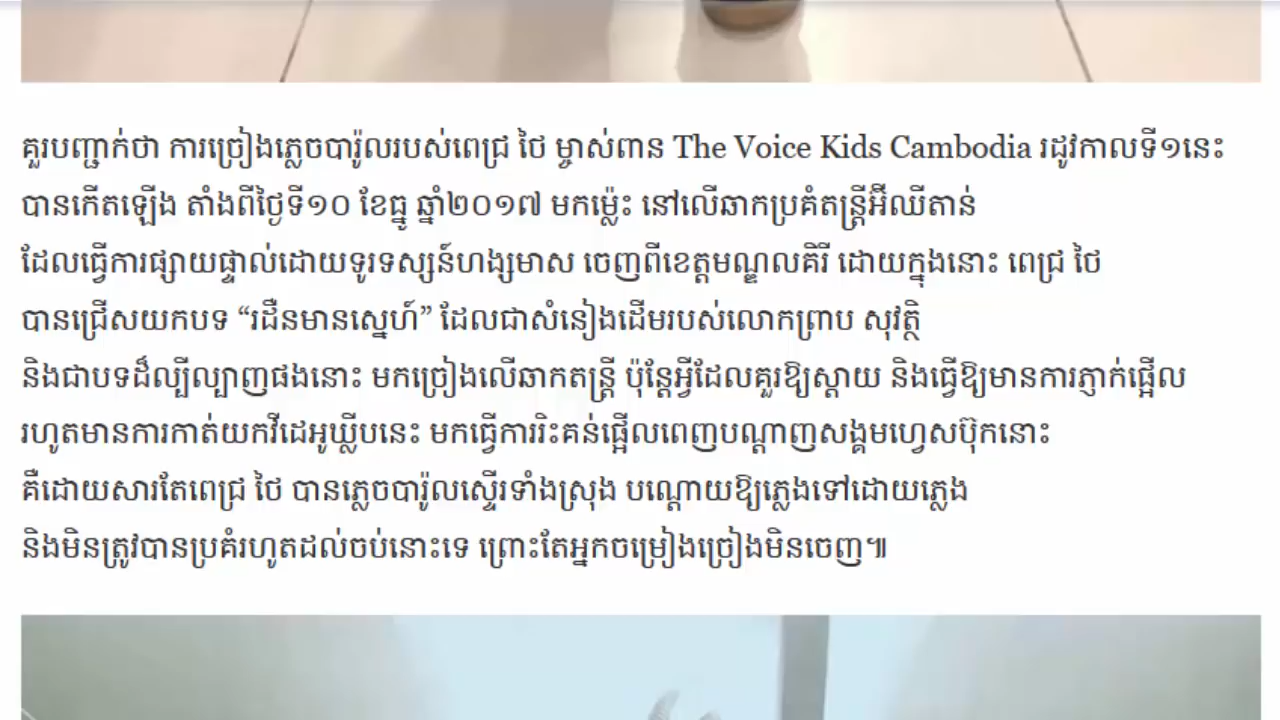 គួរបញ្ជាក់ថា ការច្រៀងភ្លេចបារ៉ូលរបស់ពេជ្រ ថៃ ម្ចាស់ពាន The Voice Kids Cambodia រដូវកាលទី១នេះ
បានកើតឡើង តាំងពីថ្ងៃទី១០ ខែធ្នូ ឆ្នាំ២០១៧ មកម្ល៉េះ នៅលើឆាកប្រគំតន្ត្រីអ៊ីឈីតាន់
ដែលធ្វើការផ្សាយផ្ទាល់ដោយទូរទស្សន៍ហង្សមាស ចេញពីខេត្តមណ្ឌលគិរី ដោយក្នុងនោះ ពេជ្រ ថៃ
បានជ្រើសយកបទ “រដឺនមានស្នេហ៍” ដែលជាសំនៀងដើមរបស់លោកព្រាប សុវត្ថិ
និងជាបទដ៏ល្បីល្បាញផងនោះ មកច្រៀងលើឆាកតន្ត្រី ប៉ុន្តែអ្វីដែលគួរឱ្យស្តាយ និងធ្វើឱ្យមានការភ្ញាក់ផ្អើល
រហូតមានការកាត់យកវីដេអូឃ្លីបនេះ មកធ្វើការរិះគន់ផ្អើលពេញបណ្តាញសង្គមហ្វេសប៊ុកនោះ
គឺដោយសារតែពេជ្រ ថៃ បានភ្លេចបារ៉ូលស្ទើរទាំងស្រុង បណ្តោយឱ្យភ្លេងទៅដោយភ្លេង
និងមិនត្រូវបានប្រគំរហូតដល់ចប់នោះទេ ព្រោះតែអ្នកចម្រៀងច្រៀងមិនចេញ៕